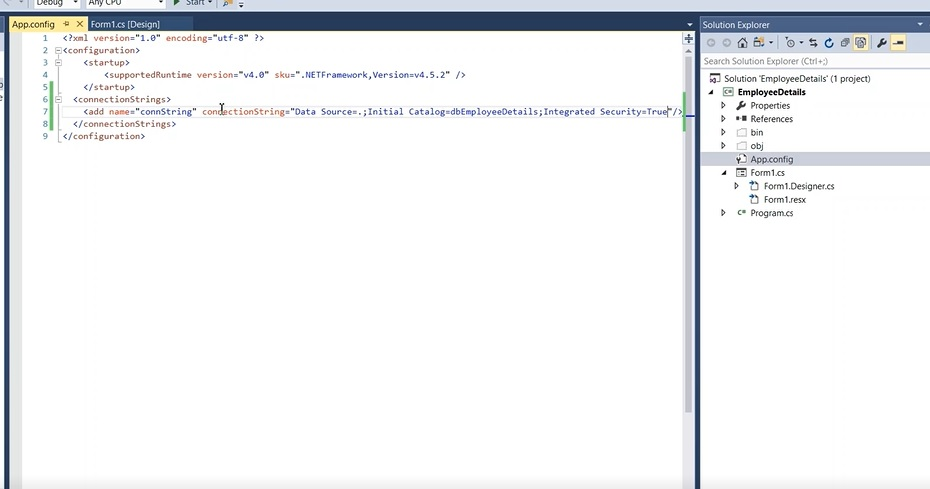 Debug Any CPU Start
App.config Form1.cs [Design]
1 <?xml version="1.0" encoding="utf-8" ?>
2 <configuration>
3 <startup>
4 <supportedRuntime version="v4.0" sku=".NETFramework,Version=v4.5.2" />
5 </startup>
6 <connectionStrings>
7 <add name="connString" connectionString="Data Source=.;Initial Catalog=dbEmployeeDetails;Integrated Security=True"/>
8 </connectionStrings>
9 </configuration>
Solution Explorer
Search Solution Explorer (Ctrl+;)
Solution 'EmployeeDetails' (1 project)
EmployeeDetails
Properties
References
bin
obj
App.config
Form1.cs
Form1.Designer.cs
Form1.resx
C# Program.cs